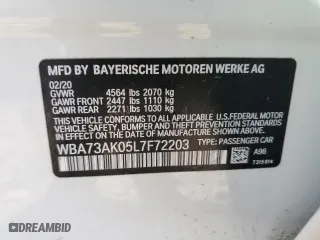 MFD BY BAYERISCHE MOTOREN WERKE AG
02/20
GVWR 4564 lbs 2070 kg
GAWR FRONT 2447 lbs 1110 kg
GAWR REAR 2271 lbs 1030 kg
THIS VEHICLE CONFORMS TO ALL APPLICABLE U.S. FEDERAL MOTOR
VEHICLE SAFETY, BUMPER, AND THEFT PREVENTION STANDARDS
IN EFFECT ON THE DATE OF MANUFACTURE SHOWN ABOVE.
WBA73AK05L7F72203 TYPE: PASSENGER CAR
A96
AUTO.DEALER